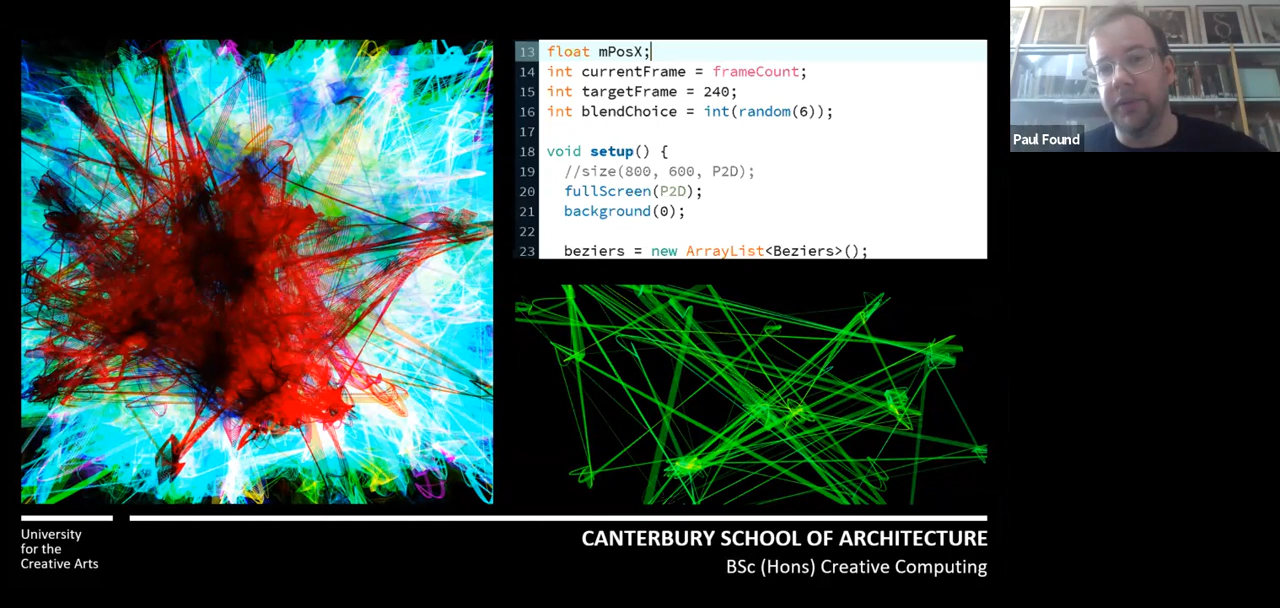 13 float mPosX;
14 int currentFrame = frameCount;
15 int targetFrame = 240;
16 int blendChoice = int(random(6));
17
18 void setup() {
19 //size(800, 600, P2D);
20 fullScreen(P2D);
21 background(0);
22
23 beziers = new ArrayList<Beziers>();
Paul Found
University
for the
Creative Arts
CANTERBURY SCHOOL OF ARCHITECTURE
BSc (Hons) Creative Computing